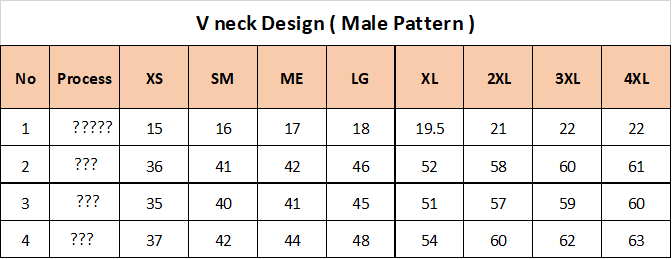 V neck Design ( Male Pattern )
No Process XS SM ME LG XL 2XL 3XL 4XL
1 ????? 15 16 17 18 19.5 21 22 22
2 ??? 36 41 42 46 52 58 60 61
3 ??? 35 40 41 45 51 57 59 60
4 ??? 37 42 44 48 54 60 62 63